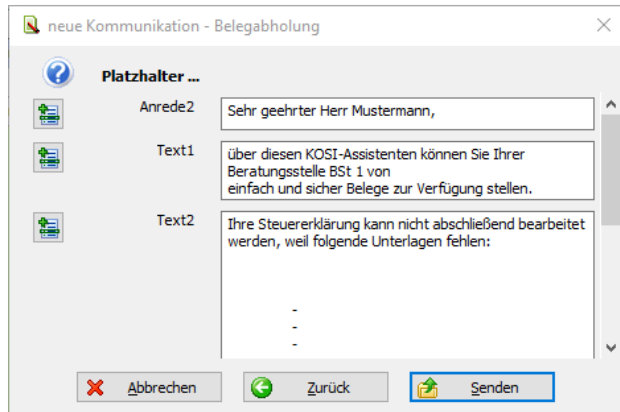 neue Kommunikation - Belegabholung
Platzhalter ...
Anrede2
Sehr geehrter Herr Mustermann,
Text1
über diesen KOSI-Assistenten können Sie Ihrer
Beratungsstelle BSt 1 von
einfach und sicher Belege zur Verfügung stellen.
Text2
Ihre Steuererklärung kann nicht abschließend bearbeitet
werden, weil folgende Unterlagen fehlen:
-
-
-
Abbrechen
Zurück
Senden